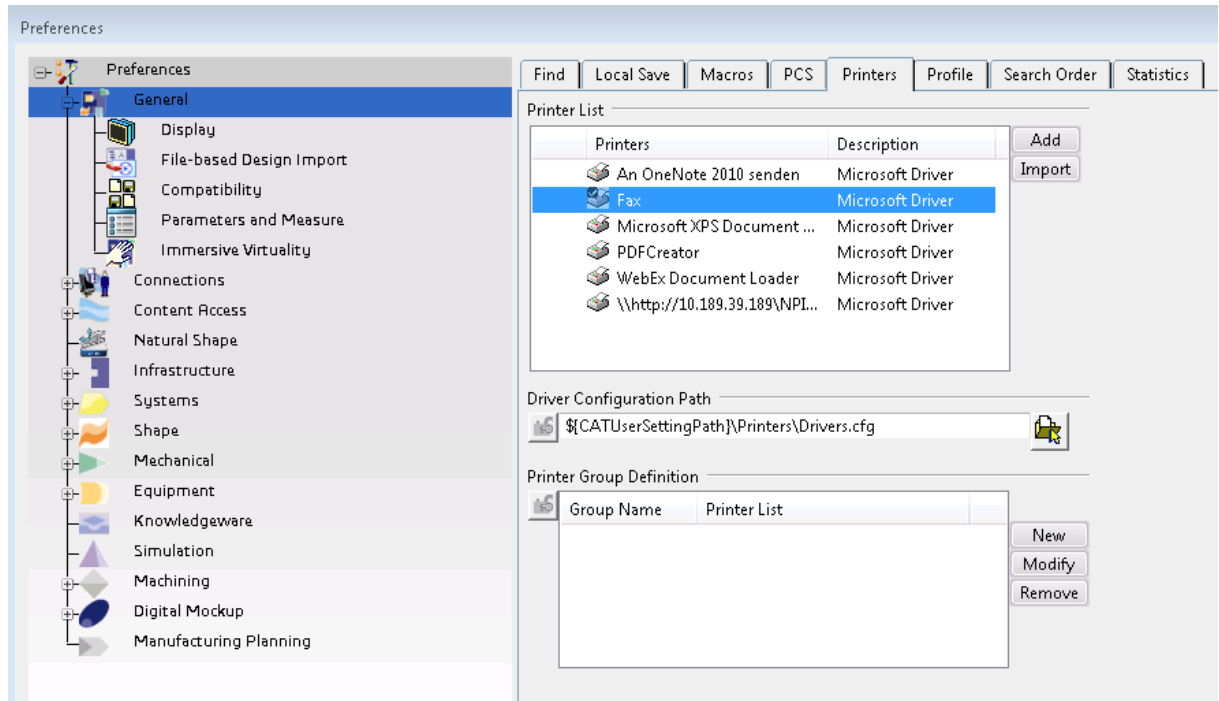 Preferences
Preferences
General
Display
File-based Design Import
Compatibility
Parameters and Measure
Immersive Virtuality
Connections
Content Access
Natural Shape
Infrastructure
Systems
Shape
Mechanical
Equipment
Knowledgeware
Simulation
Machining
Digital Mockup
Manufacturing Planning
Find Local Save Macros PCS Printers Profile Search Order Statistics
Printer List
Printers Description
An OneNote 2010 senden Microsoft Driver
Fax Microsoft Driver
Microsoft XPS Document ... Microsoft Driver
PDFCreator Microsoft Driver
WebEx Document Loader Microsoft Driver
\\http://10.189.39.189\NPI... Microsoft Driver
Add
Import
Driver Configuration Path
${CATUserSettingPath}\Printers\Drivers.cfg
Printer Group Definition
Group Name Printer List
New
Modify
Remove